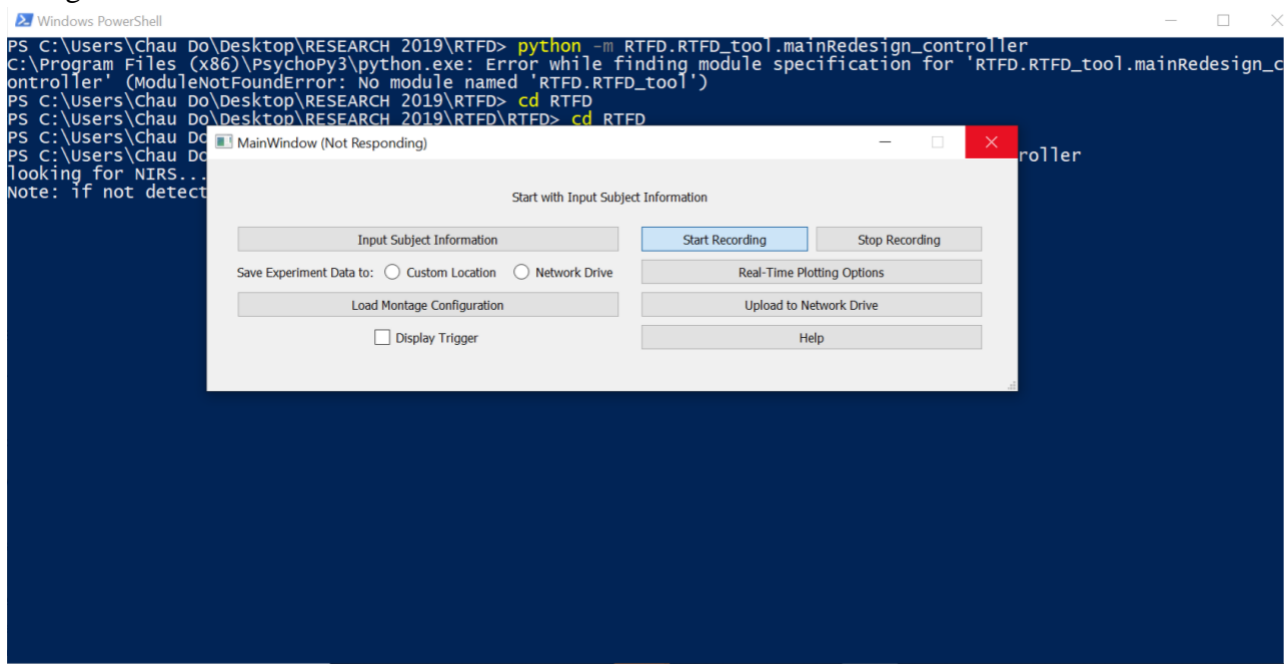 Windows PowerShell
PS C:\Users\Chau Do\Desktop\RESEARCH 2019\RTFD> python -m RTFD.RTFD_tool.mainRedesign_controller
C:\Program Files (x86)\PsychoPy3\python.exe: Error while finding module specification for 'RTFD.RTFD_tool.mainRedesign_c
ontroller' (ModuleNotFoundError: No module named 'RTFD.RTFD_tool')
PS C:\Users\Chau Do\Desktop\RESEARCH 2019\RTFD> cd RTFD
PS C:\Users\Chau Do\Desktop\RESEARCH 2019\RTFD\RTFD> cd RTFD
PS C:\Users\Chau Do
PS C:\Users\Chau Do roller
looking for NIRS...
Note: if not detect
MainWindow (Not Responding)
Start with Input Subject Information
Input Subject Information Start Recording Stop Recording
Save Experiment Data to: Custom Location Network Drive Real-Time Plotting Options
Load Montage Configuration Upload to Network Drive
Display Trigger Help